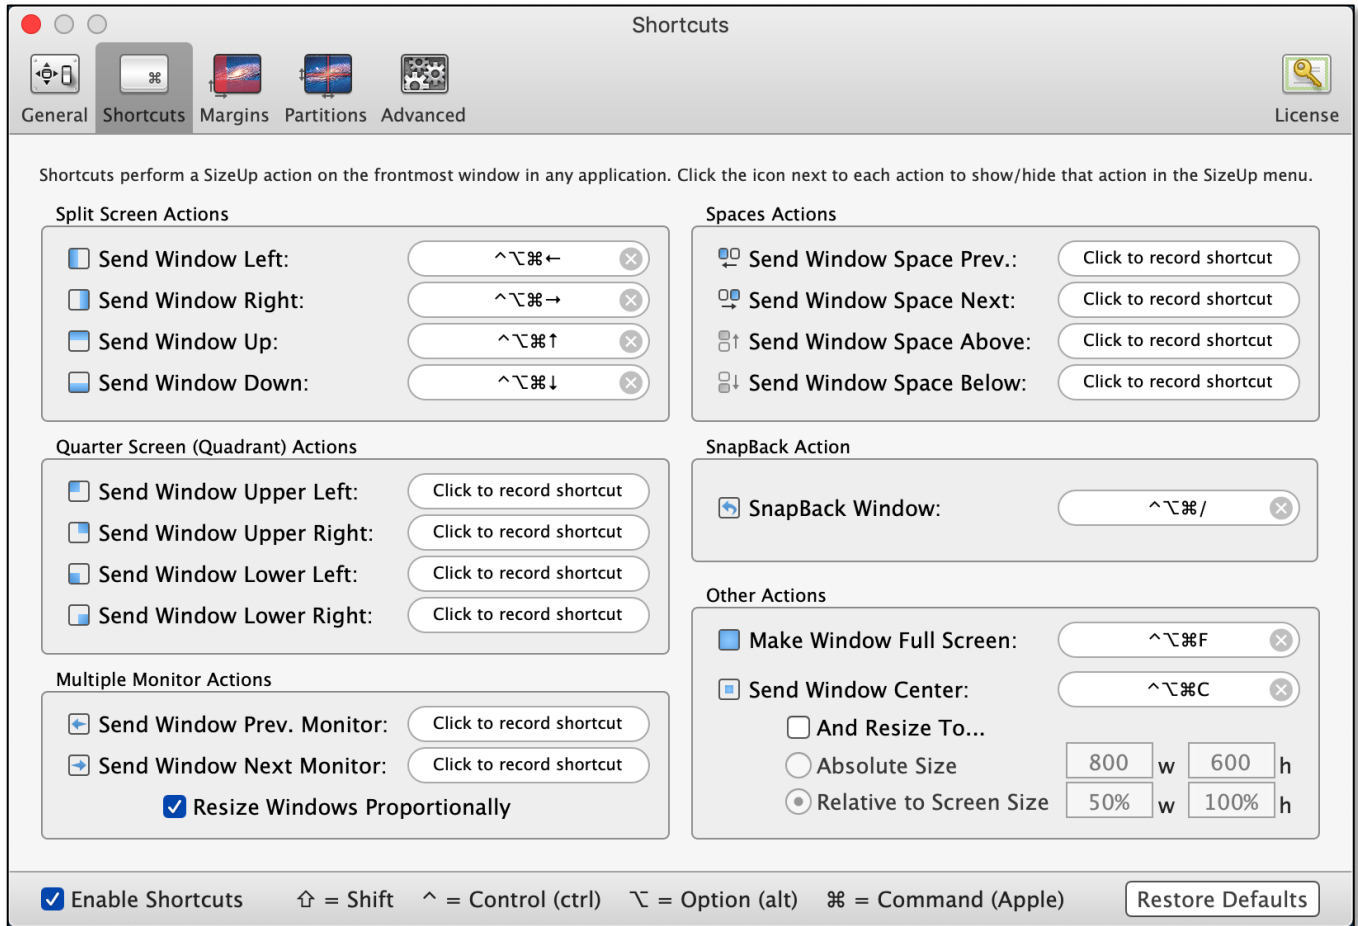 Shortcuts
General
Shortcuts
Margins
Partitions
Advanced
License
Shortcuts perform a SizeUp action on the frontmost window in any application. Click the icon next to each action to show/hide that action in the SizeUp menu.
Split Screen Actions
Send Window Left: ^⌥⌘←
Send Window Right: ^⌥⌘→
Send Window Up: ^⌥⌘↑
Send Window Down: ^⌥⌘↓
Quarter Screen (Quadrant) Actions
Send Window Upper Left: Click to record shortcut
Send Window Upper Right: Click to record shortcut
Send Window Lower Left: Click to record shortcut
Send Window Lower Right: Click to record shortcut
Multiple Monitor Actions
Send Window Prev. Monitor: Click to record shortcut
Send Window Next Monitor: Click to record shortcut
Resize Windows Proportionally
Spaces Actions
Send Window Space Prev.: Click to record shortcut
Send Window Space Next: Click to record shortcut
Send Window Space Above: Click to record shortcut
Send Window Space Below: Click to record shortcut
SnapBack Action
SnapBack Window: ^⌥⌘/
Other Actions
Make Window Full Screen: ^⌥⌘F
Send Window Center: ^⌥⌘C
And Resize To...
Absolute Size 800 w 600 h
Relative to Screen Size 50% w 100% h
Enable Shortcuts ⇧ = Shift ^ = Control (ctrl) ⌥ = Option (alt) ⌘ = Command (Apple) Restore Defaults